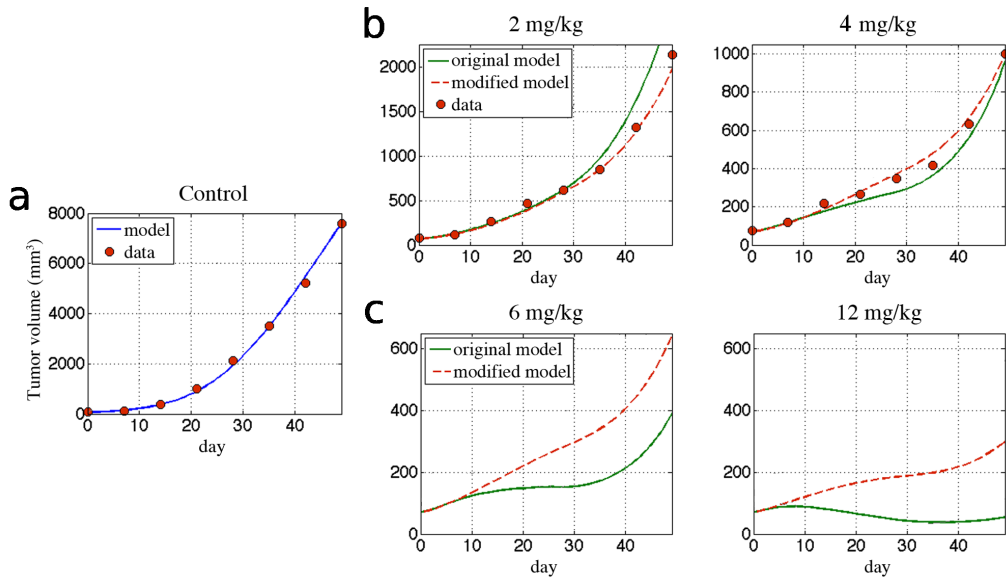 a
Control
model
data
Tumor volume (mm³)
8000
6000
4000
2000
0
0 10 20 30 40
day
b
2 mg/kg
original model
modified model
data
2000
1500
1000
500
0
0 10 20 30 40
day
4 mg/kg
1000
800
600
400
200
0
0 10 20 30 40
day
c
6 mg/kg
original model
modified model
600
400
200
0
0 10 20 30 40
day
12 mg/kg
600
400
200
0
0 10 20 30 40
day